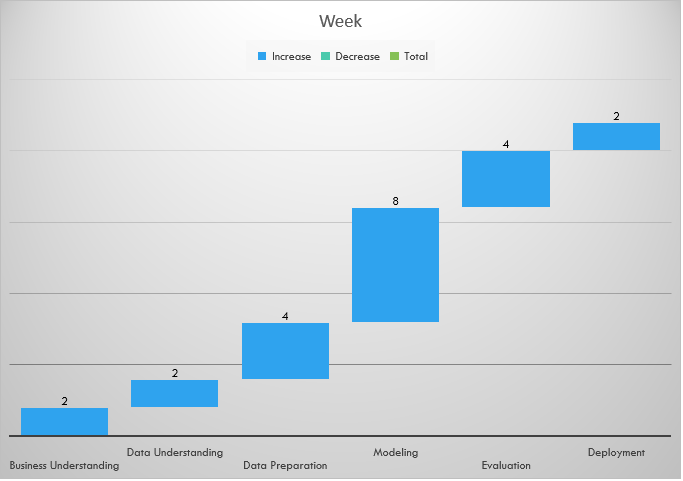 Week
Increase Decrease Total
2
4
8
4
2
2
2
Data Understanding Modeling Deployment
Business Understanding Data Preparation Evaluation